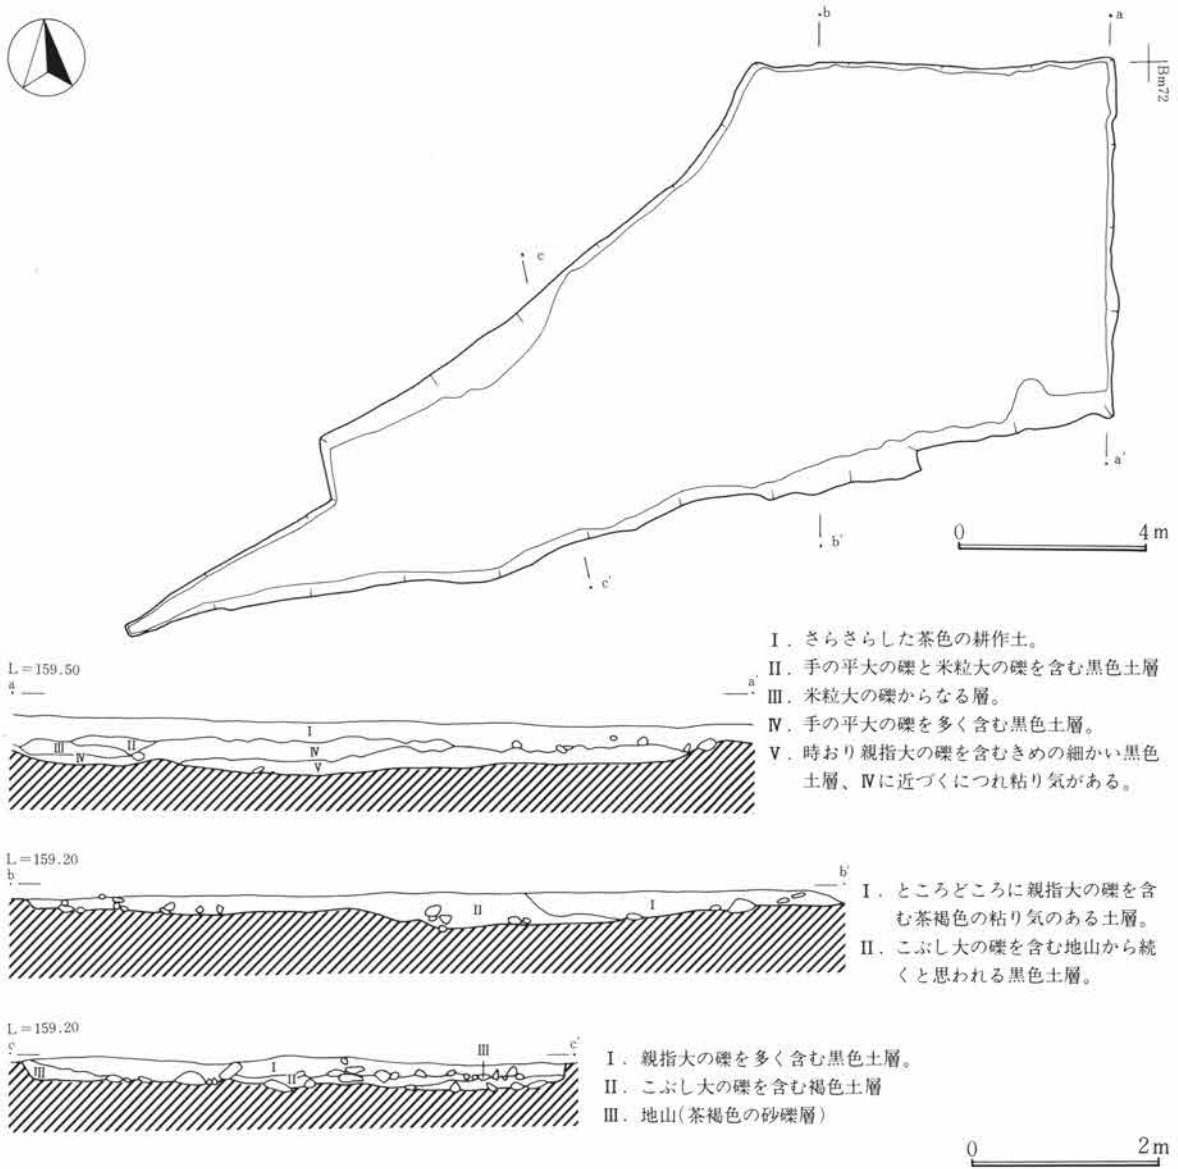 b
a
Bm72
c
a'
b'
c'
0 4m
L=159.50
a a'
I
III II IV
IV
V
I. さらさらした茶色の耕作土。
II. 手の平大の礫と米粒大の礫を含む黒色土層
III. 米粒大の礫からなる層。
IV. 手の平大の礫を多く含む黒色土層。
V. 時おり親指大の礫を含むきめの細かい黒色
土層、IVに近づくにつれ粘り気がある。
L=159.20
b b'
II I
I. ところどころに親指大の礫を含
む茶褐色の粘り気のある土層。
II. こぶし大の礫を含む地山から続
くと思われる黒色土層。
L=159.20
c c'
III
III I II
I. 親指大の礫を多く含む黒色土層。
II. こぶし大の礫を含む褐色土層
III. 地山(茶褐色の砂礫層)
0 2m